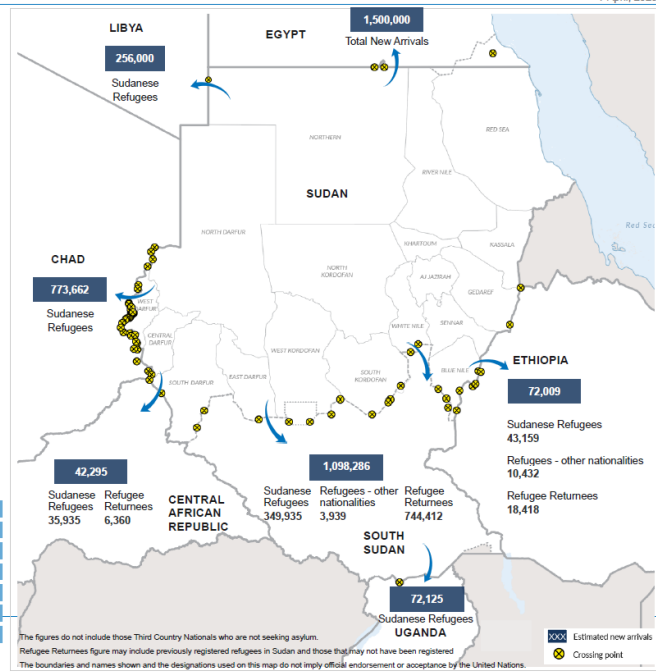 April, 2025
LIBYA
256,000
Sudanese
Refugees
EGYPT
1,500,000
Total New Arrivals
RED SEA
NORTHERN
RIVER NILE
SUDAN
Red Sea
NORTH DARFUR
KHARTOUM
KASSALA
NORTH
KORDOFAN
AJ JAZIRAH
GEDAREF
CHAD
773,662
Sudanese
Refugees
WEST
DARFUR
CENTRAL
DARFUR
WHITE NILE
SENNAR
WEST KORDOFAN
SOUTH
KORDOFAN
BLUE NILE
EAST DARFUR
SOUTH DARFUR
ETHIOPIA
72,009
Sudanese Refugees
43,159
Refugees - other nationalities
10,432
Refugee Returnees
18,418
42,295
Sudanese
Refugees
35,935
Refugee
Returnees
6,360
CENTRAL
AFRICAN
REPUBLIC
1,098,286
Sudanese
Refugees
349,935
Refugees - other
nationalities
3,939
Refugee
Returnees
744,412
SOUTH
SUDAN
72,125
Sudanese Refugees
UGANDA
XXX Estimated new arrivals
Crossing point
The figures do not include those Third Country Nationals who are not seeking asylum.
Refugee Returnees figure may include previously registered refugees in Sudan and those that may not have been registered
The boundaries and names shown and the designations used on this map do not imply official endorsement or acceptance by the United Nations.